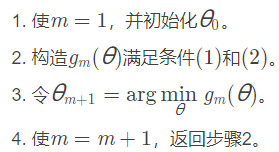 1. 使m = 1，并初始化θ₀。
2. 构造gₘ(θ)满足条件(1)和(2)。
3. 令θₘ₊₁ = arg min gₘ(θ)。
θ
4. 使m = m + 1，返回步骤2。